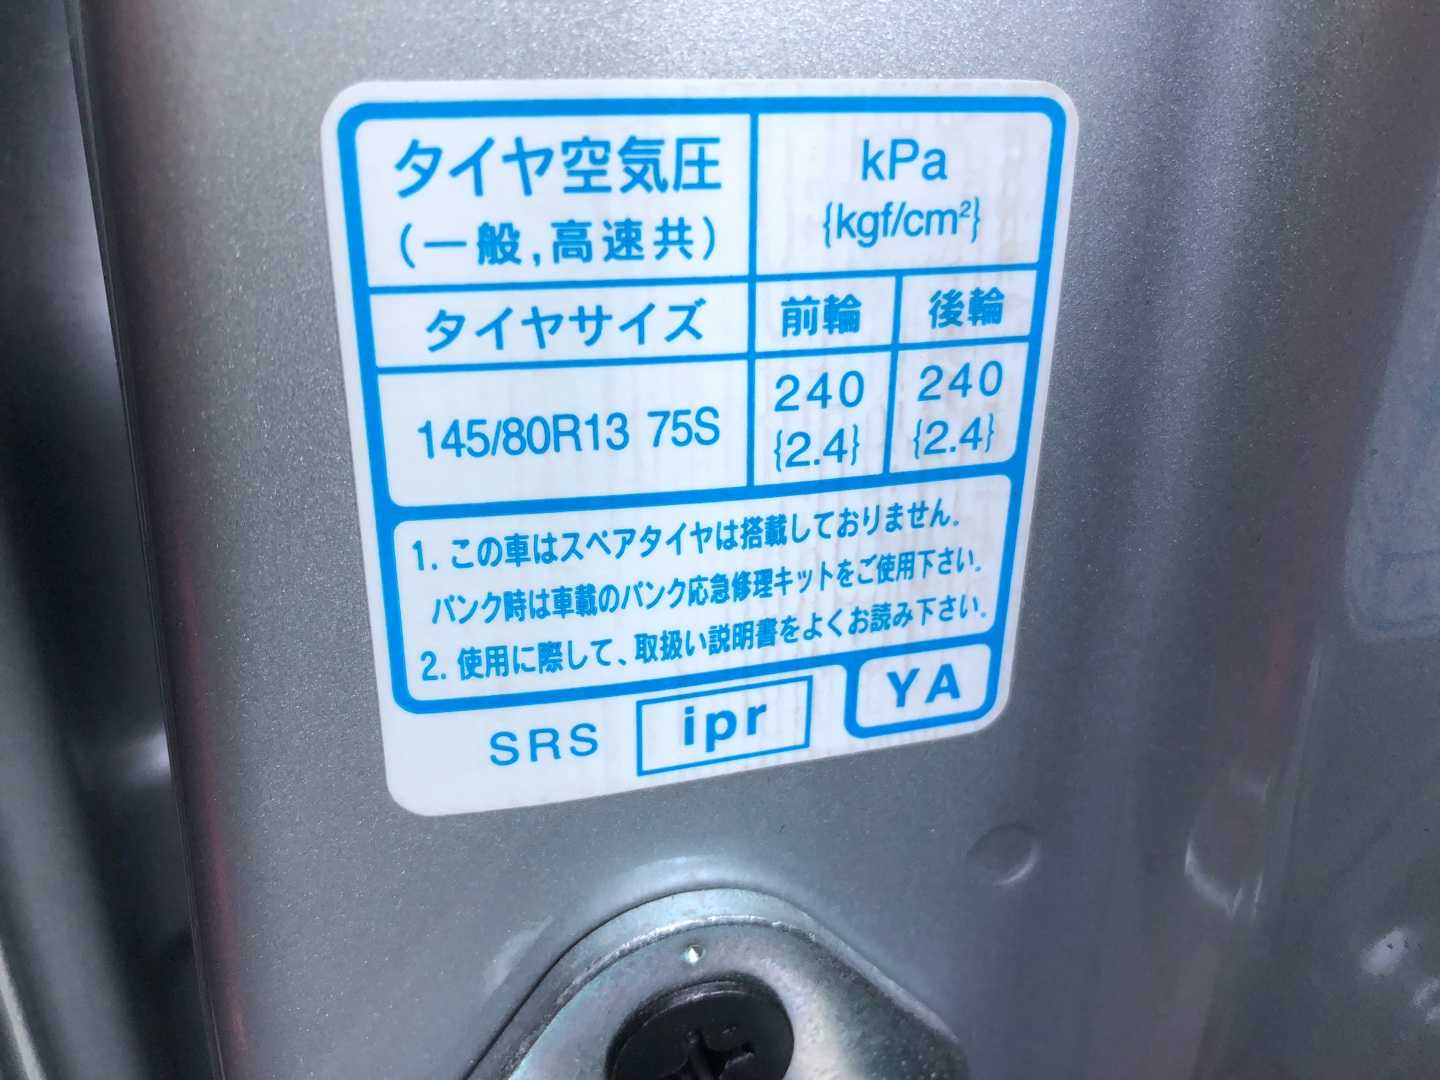 タイヤ空気圧
(一般,高速共)
kPa
{kgf/cm²}
タイヤサイズ
前輪
後輪
145/80R13 75S
240
{2.4}
240
{2.4}
1. この車はスペアタイヤは搭載しておりません.
パンク時は車載のパンク応急修理キットをご使用下さい.
2. 使用に際して、取扱い説明書をよくお読み下さい.
SRS
ipr
YA